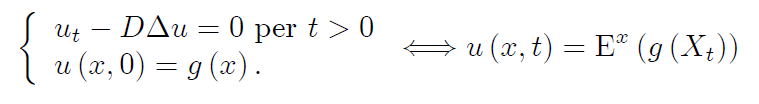 { u_t − DΔu = 0 per t > 0
u (x, 0) = g (x) . ⟺ u (x, t) = E^x (g (X_t))